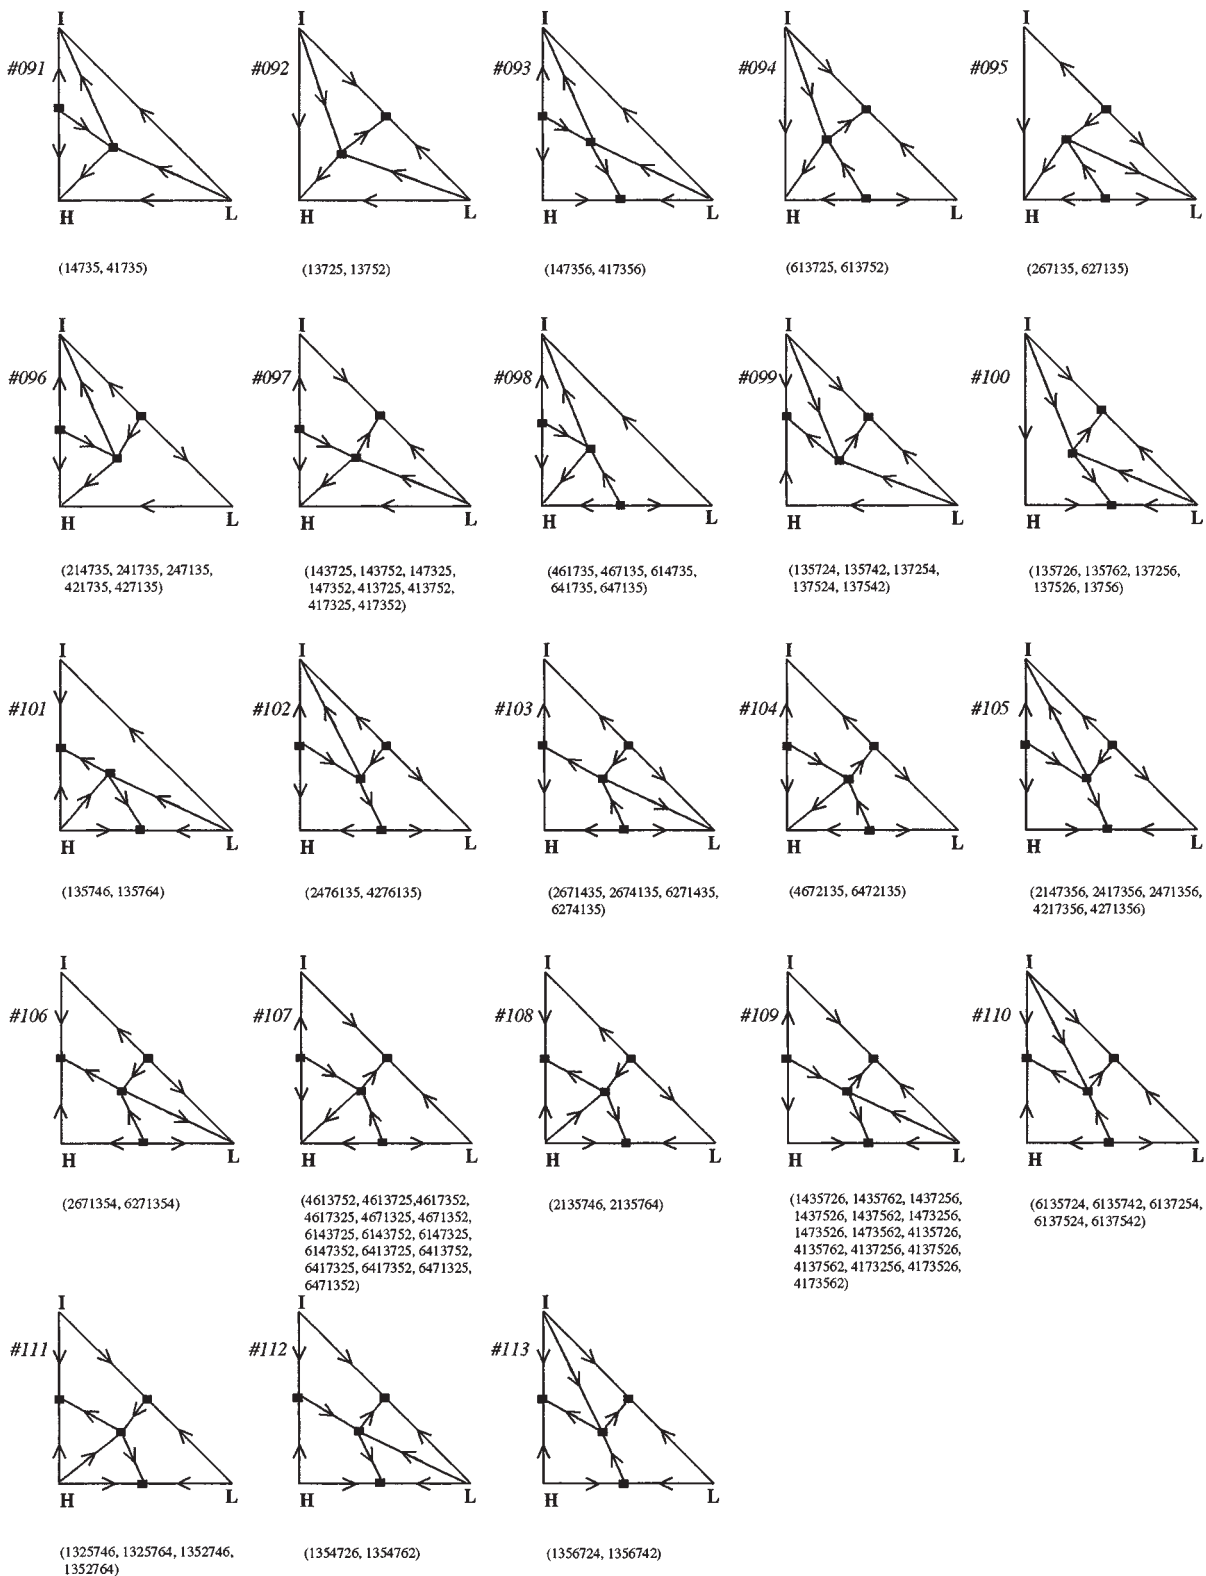 I I I I I
#091 #092 #093 #094 #095
H L H L H L H L H L
(14735, 41735) (13725, 13752) (147356, 417356) (613725, 613752) (267135, 627135)
I I I I I
#096 #097 #098 #099 #100
H L H L H L H L H L
(214735, 241735, 247135, (143725, 143752, 147325, (461735, 467135, 614735, (135724, 135742, 137254, (135726, 135762, 137256,
421735, 427135) 147352, 413725, 413752, 641735, 647135) 137524, 137542) 137526, 13756)
417325, 417352)
I I I I I
#101 #102 #103 #104 #105
H L H L H L H L H L
(135746, 135764) (2476135, 4276135) (2671435, 2674135, 6271435, (4672135, 6472135) (2147356, 2417356, 2471356,
6274135) 4217356, 4271356)
I I I I I
#106 #107 #108 #109 #110
H L H L H L H L H L
(2671354, 6271354) (4613752, 4613725,4617352, (2135746, 2135764) (1435726, 1435762, 1437256, (6135724, 6135742, 6137254,
4617325, 4671325, 4671352, 1437526, 1437562, 1473256, 6137524, 6137542)
6143725, 6143752, 6147325, 1473526, 1473562, 4135726,
6147352, 6413725, 6413752, 4135762, 4137256, 4137526,
6417325, 6417352, 6471325, 4137562, 4173256, 4173526,
6471352) 4173562)
I I I
#111 #112 #113
H L H L H L
(1325746, 1325764, 1352746, (1354726, 1354762) (1356724, 1356742)
1352764)